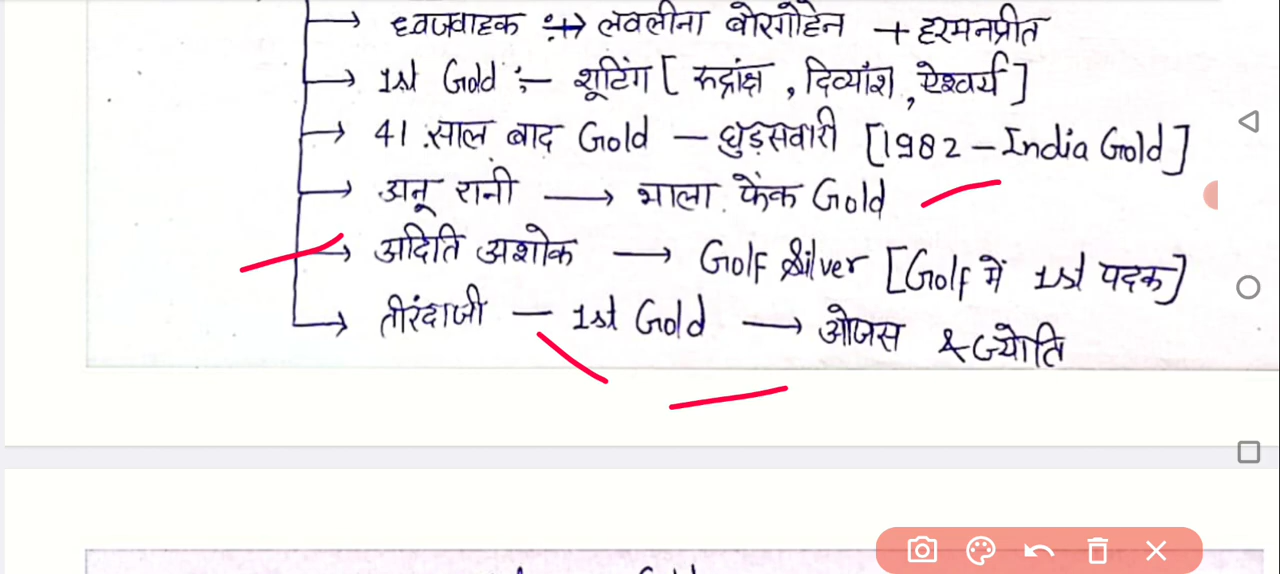 → ध्वजवाहक → लवलीना बोरगोहेन + हरमनप्रीत
→ 1st Gold :- शूटिंग [ रुद्रांक्ष , दिव्यांश , ऐश्वर्य ]
→ 41 साल बाद Gold - घुड़सवारी [1982 - India Gold]
→ अनू रानी → भाला फेंक Gold
→ अदिति अशोक → Golf Silver [Golf में 1st पदक]
→ तीरंदाजी - 1st Gold → ओजस & ज्योति